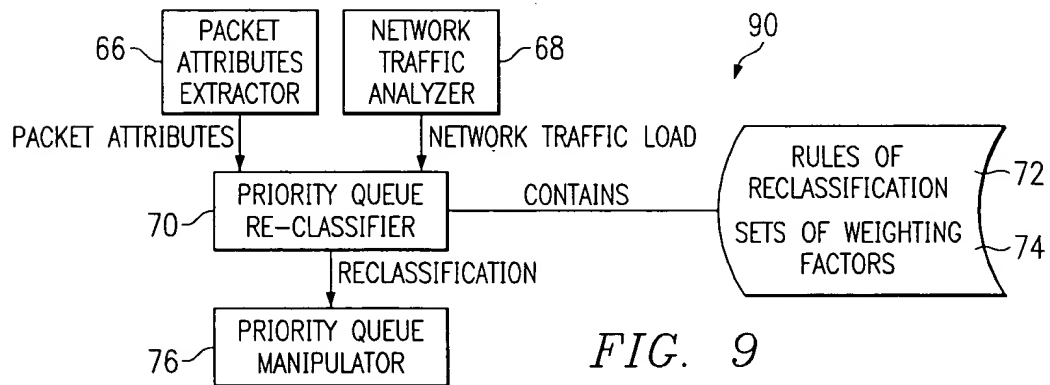 66
PACKET
ATTRIBUTES
EXTRACTOR
NETWORK
TRAFFIC
ANALYZER
68
90
PACKET ATTRIBUTES
NETWORK TRAFFIC LOAD
70
PRIORITY QUEUE
RE-CLASSIFIER
CONTAINS
RULES OF
RECLASSIFICATION
72
SETS OF WEIGHTING
FACTORS
74
RECLASSIFICATION
76
PRIORITY QUEUE
MANIPULATOR
FIG. 9